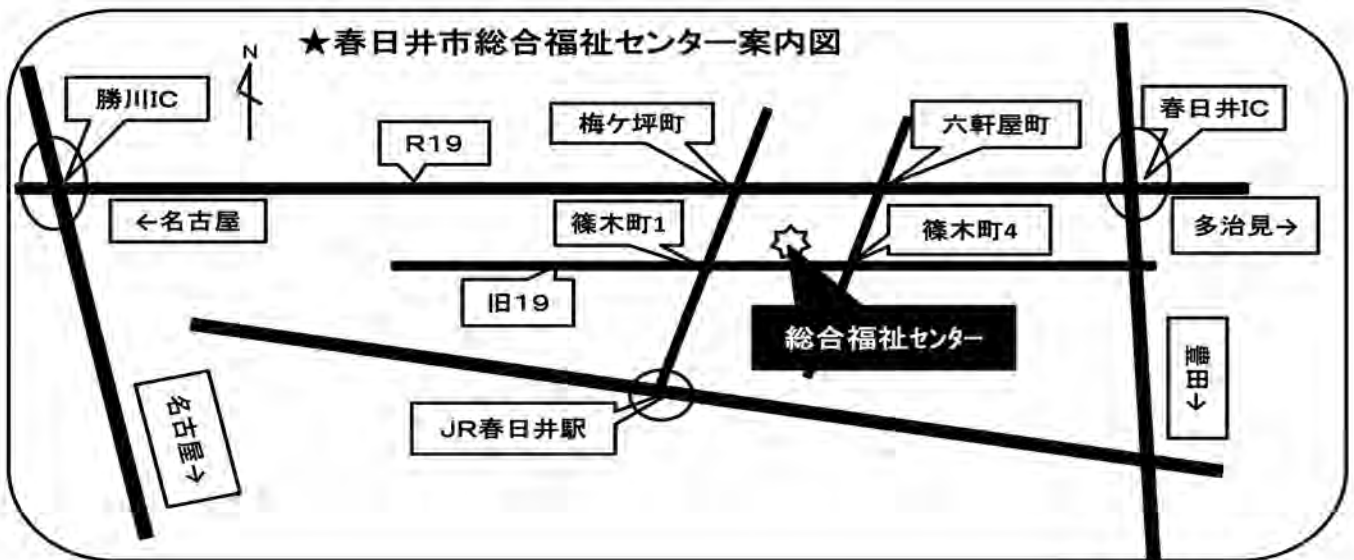 ★春日井市総合福祉センター案内図
N
勝川IC
R19
梅ケ坪町
六軒屋町
春日井IC
←名古屋
篠木町1
篠木町4
多治見→
旧19
総合福祉センター
豊田→
名古屋→
JR春日井駅